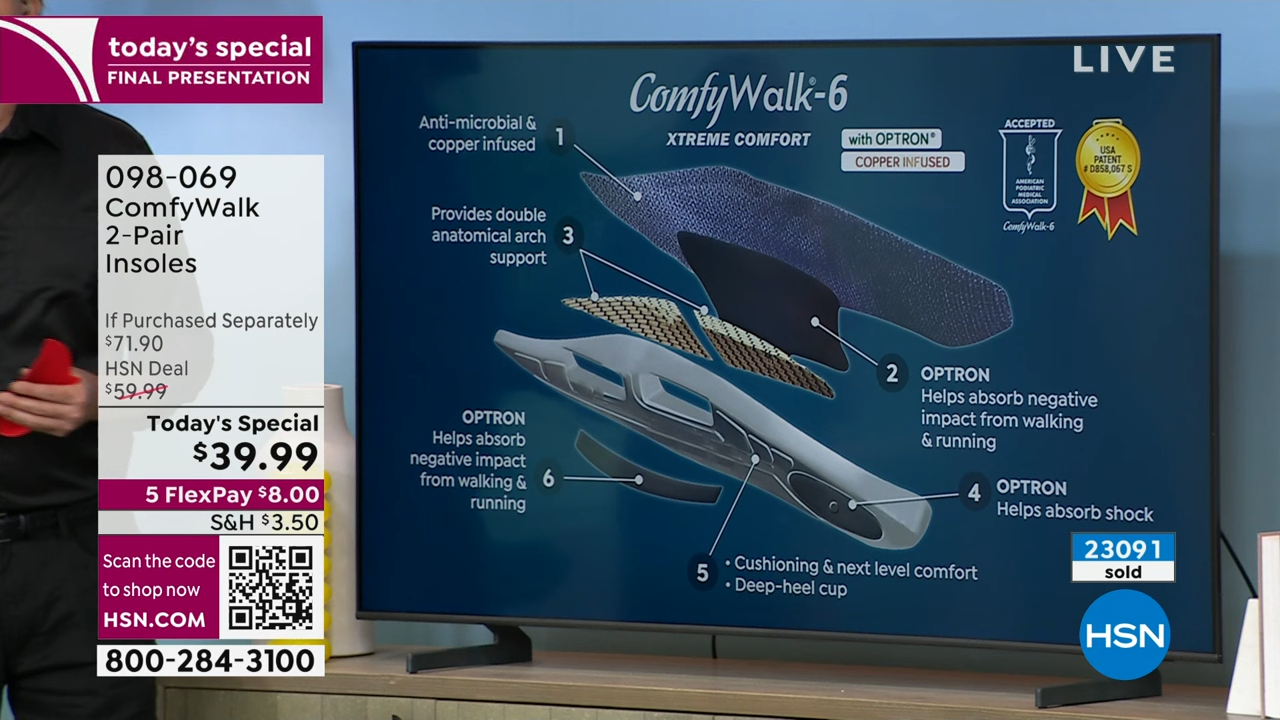 today's special
FINAL PRESENTATION
098-069
ComfyWalk
2-Pair
Insoles
If Purchased Separately
$71.90
HSN Deal
$59.99
Today's Special
$39.99
5 FlexPay $8.00
S&H $3.50
Scan the code
to shop now
HSN.COM
800-284-3100
LIVE
ComfyWalk®-6
XTREME COMFORT
with OPTRON®
COPPER INFUSED
ACCEPTED
AMERICAN
PODIATRIC
MEDICAL
ASSOCIATION
ComfyWalk-6
USA
PATENT
# D858,067 S
Anti-microbial &
copper infused
1
Provides double
anatomical arch
support
3
2
OPTRON
Helps absorb negative
impact from walking
& running
OPTRON
Helps absorb
negative impact
from walking &
running
6
4
OPTRON
Helps absorb shock
5
• Cushioning & next level comfort
• Deep-heel cup
23091
sold
HSN